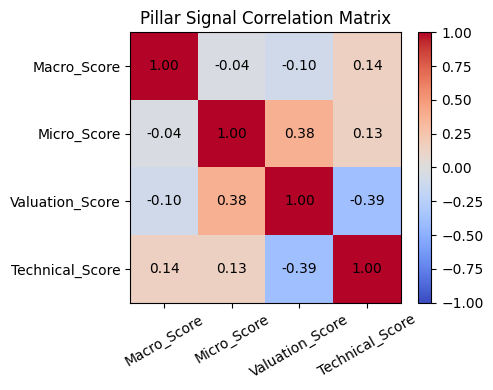 Pillar Signal Correlation Matrix
Macro_Score 1.00 -0.04 -0.10 0.14
Micro_Score -0.04 1.00 0.38 0.13
Valuation_Score -0.10 0.38 1.00 -0.39
Technical_Score 0.14 0.13 -0.39 1.00
Macro_Score Micro_Score Valuation_Score Technical_Score
1.00
0.75
0.50
0.25
0.00
−0.25
−0.50
−0.75
−1.00